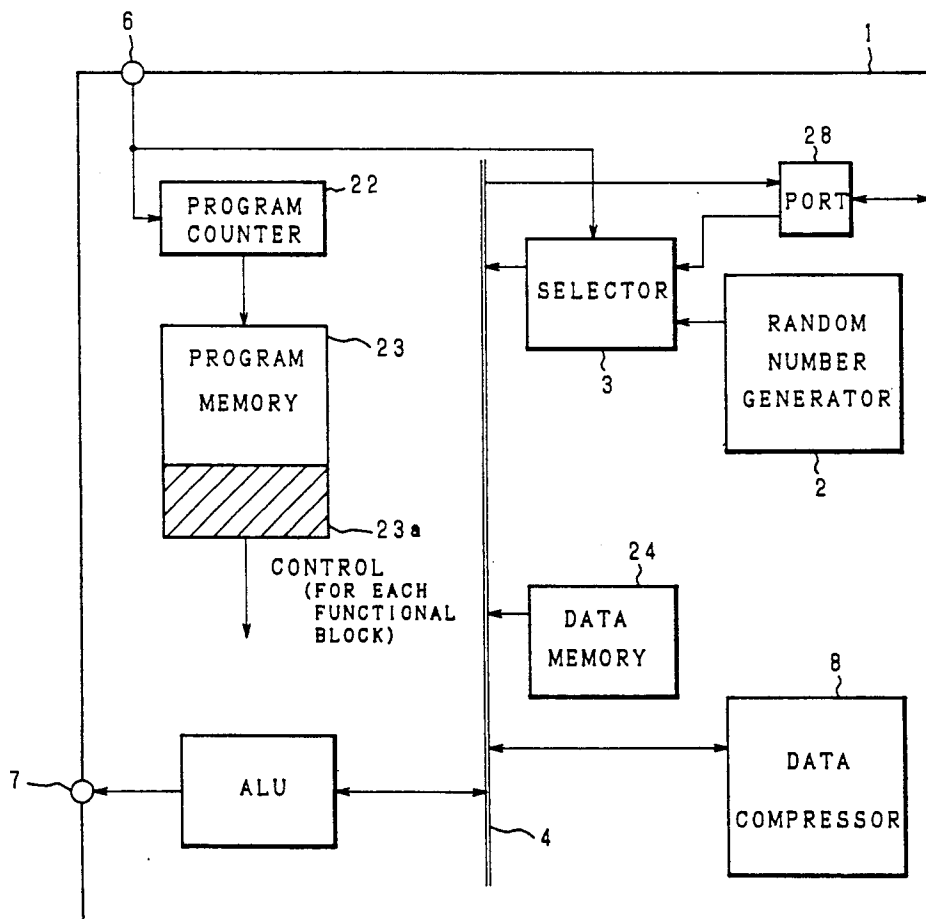 6
1
28
PORT
22
PROGRAM
COUNTER
SELECTOR
3
RANDOM
NUMBER
GENERATOR
2
23
PROGRAM
MEMORY
23a
CONTROL
(FOR EACH
FUNCTIONAL
BLOCK)
24
DATA
MEMORY
8
DATA
COMPRESSOR
7
ALU
4